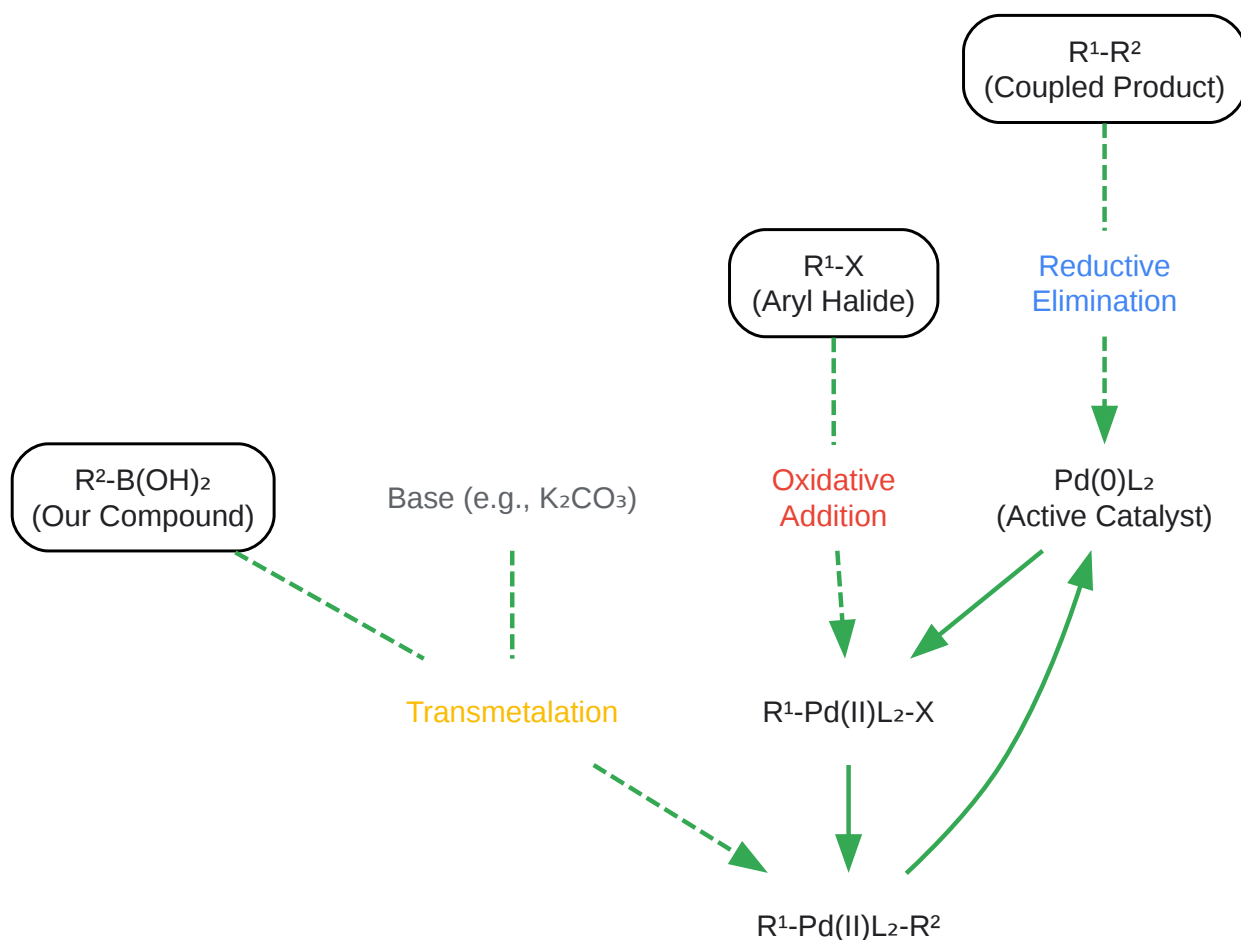 R¹-R²
(Coupled Product)
R¹-X
(Aryl Halide)
Reductive
Elimination
R²-B(OH)₂
(Our Compound)
Base (e.g., K₂CO₃)
Oxidative
Addition
Pd(0)L₂
(Active Catalyst)
Transmetalation
R¹-Pd(II)L₂-X
R¹-Pd(II)L₂-R²